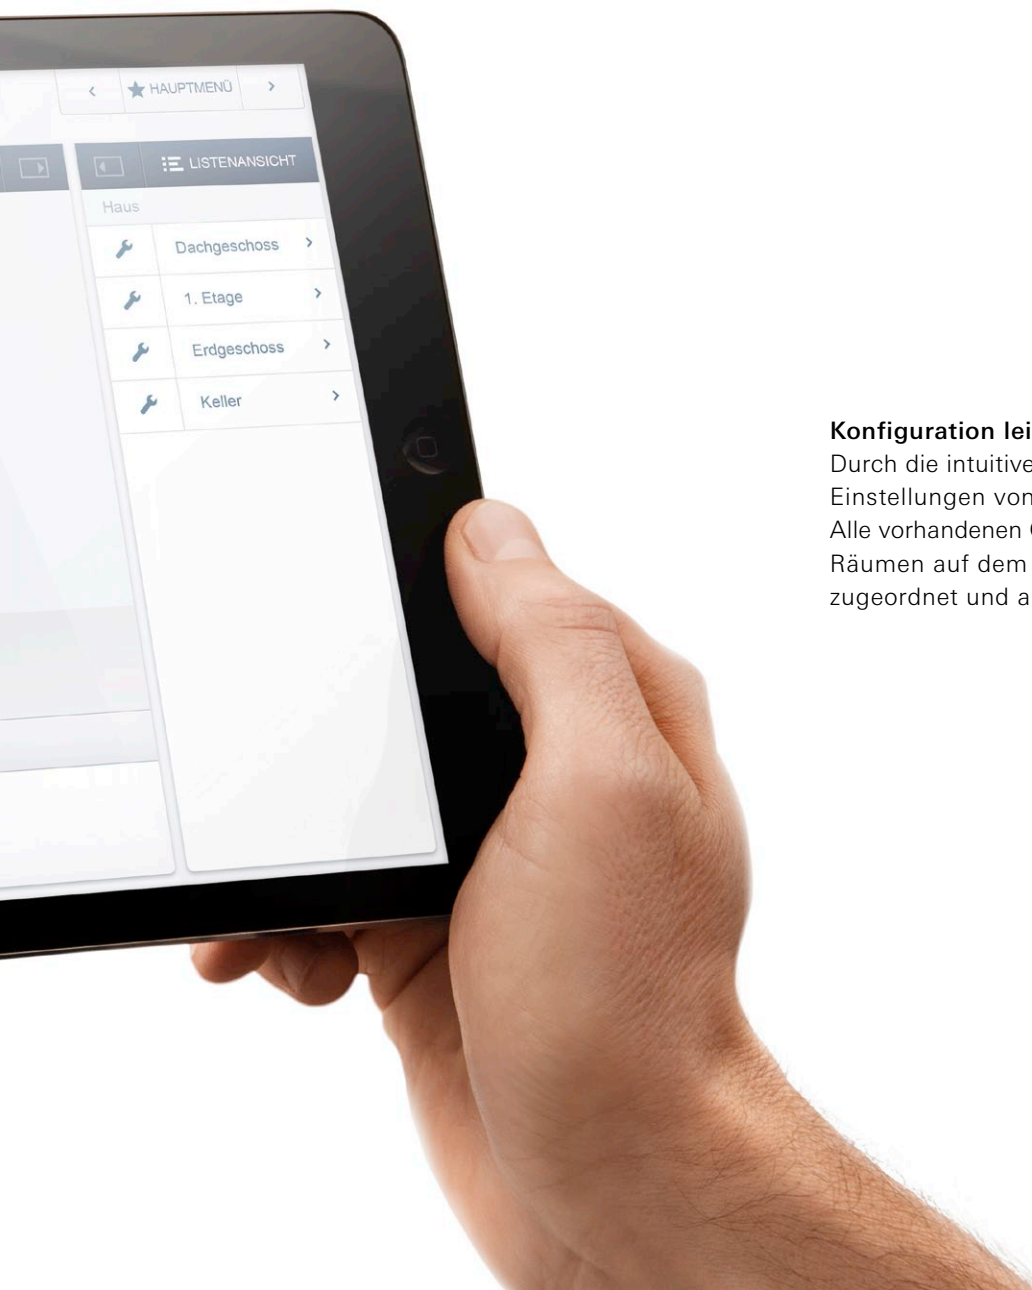 HAUPTMENÜ
LISTENANSICHT
Haus
Dachgeschoss
1. Etage
Erdgeschoss
Keller
Konfiguration lei
Durch die intuitive
Einstellungen von
Alle vorhandenen
Räumen auf dem
zugeordnet und a